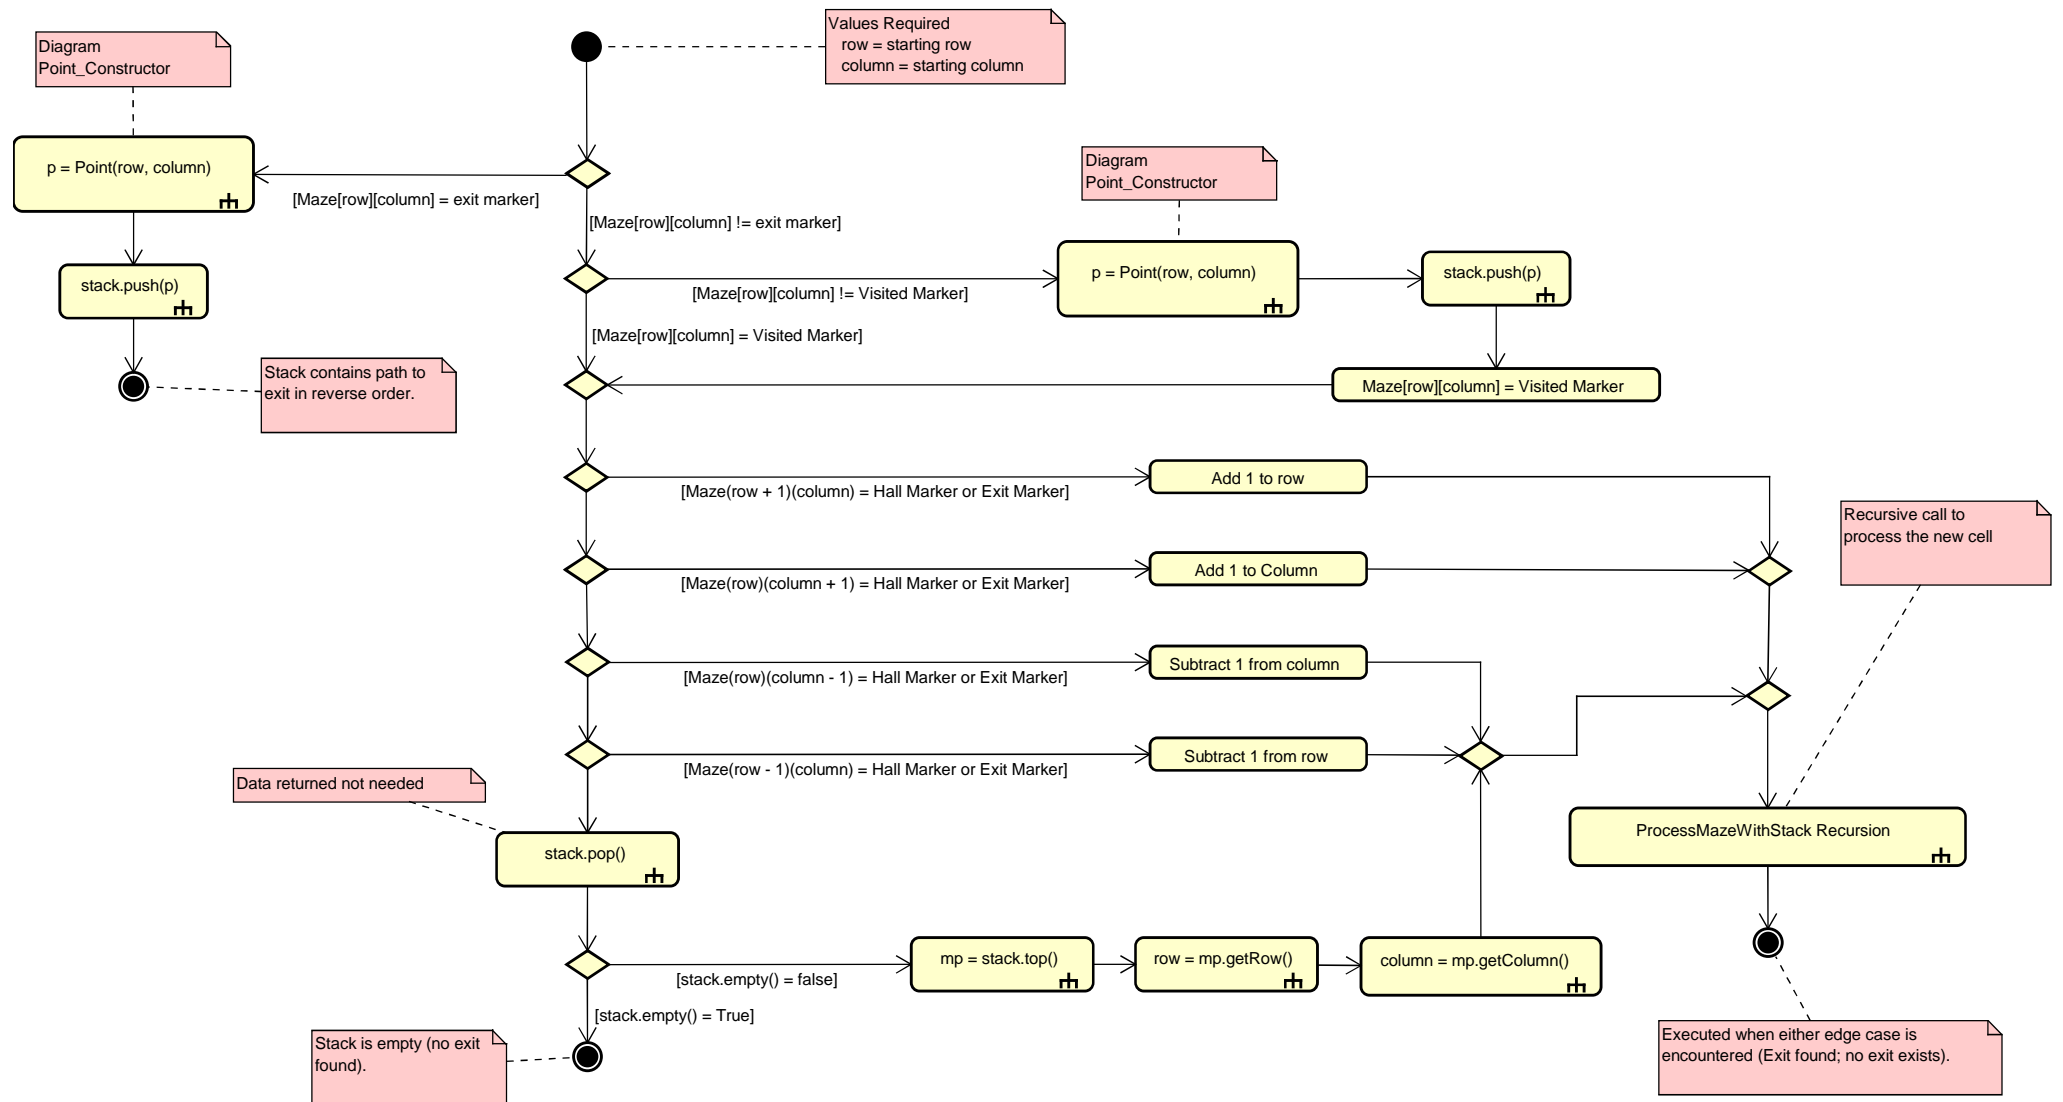 Values Required
row = starting row
column = starting column
Diagram
Point_Constructor
p = Point(row, column)
[Maze[row][column] = exit marker]
[Maze[row][column] != exit marker]
Diagram
Point_Constructor
stack.push(p)
[Maze[row][column] != Visited Marker]
p = Point(row, column)
stack.push(p)
[Maze[row][column] = Visited Marker]
Stack contains path to
exit in reverse order.
Maze[row][column] = Visited Marker
[Maze(row + 1)(column) = Hall Marker or Exit Marker]
Add 1 to row
Recursive call to
process the new cell
[Maze(row)(column + 1) = Hall Marker or Exit Marker]
Add 1 to Column
[Maze(row)(column - 1) = Hall Marker or Exit Marker]
Subtract 1 from column
[Maze(row - 1)(column) = Hall Marker or Exit Marker]
Subtract 1 from row
Data returned not needed
stack.pop()
ProcessMazeWithStack Recursion
[stack.empty() = false]
mp = stack.top()
row = mp.getRow()
column = mp.getColumn()
[stack.empty() = True]
Stack is empty (no exit
found).
Executed when either edge case is
encountered (Exit found; no exit exists).